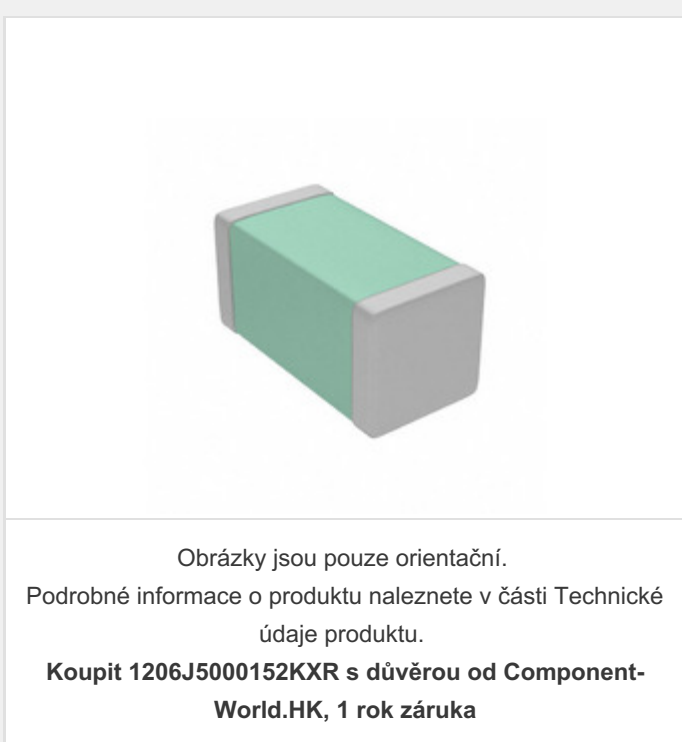 Obrázky jsou pouze orientační.
Podrobné informace o produktu naleznete v části Technické
údaje produktu.
Koupit 1206J5000152KXR s důvěrou od Component-
World.HK, 1 rok záruka